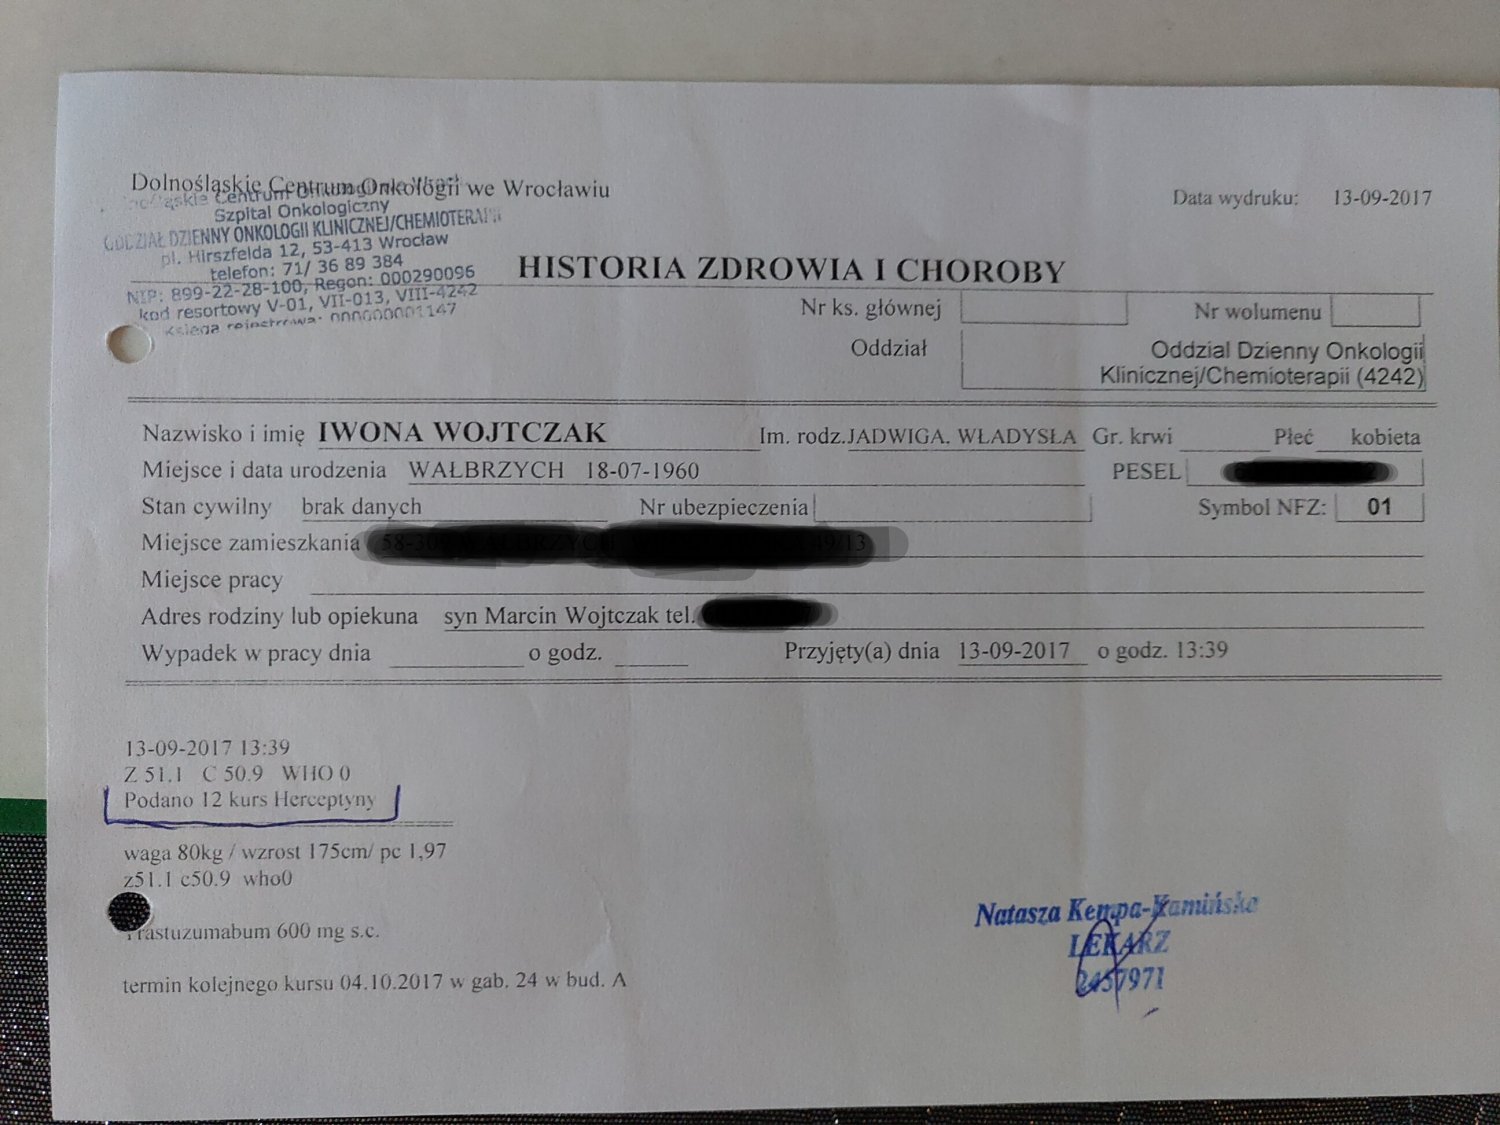 Dolnośląskie Centrum Onkologii we Wrocławiu
Data wydruku: 13-09-2017
Centrum
Szpital Onkologiczny
ODDZIAŁ DZIENNY ONKOLOGII KLINICZNEJ/CHEMIOTERAPII
pl. Hirszfelda 12, 53-413 Wrocław
telefon: 71/ 36 89 384
NIP: 899-22-28-100, Regon: 000290096
kod resortowy V-01, VII-013, VIII-4242
księga rejestrowa: 000000001147
HISTORIA ZDROWIA I CHOROBY
Nr ks. głównej Nr wolumenu
Oddział Oddzial Dzienny Onkologii
Klinicznej/Chemioterapii (4242)
Nazwisko i imię IWONA WOJTCZAK Im. rodz.JADWIGA. WŁADYSŁA Gr. krwi Płeć kobieta
Miejsce i data urodzenia WAŁBRZYCH 18-07-1960 PESEL
Stan cywilny brak danych Nr ubezpieczenia Symbol NFZ: 01
Miejsce zamieszkania
Miejsce pracy
Adres rodziny lub opiekuna syn Marcin Wojtczak tel.
Wypadek w pracy dnia o godz. Przyjęty(a) dnia 13-09-2017 o godz. 13:39
13-09-2017 13:39
Z 51.1 C 50.9 WHO 0
Podano 12 kurs Herceptyny
waga 80kg / wzrost 175cm/ pc 1,97
z51.1 c50.9 who0
Trastuzumabum 600 mg s.c.
termin kolejnego kursu 04.10.2017 w gab. 24 w bud. A
Natasza Kempa-Kamińska
LEKARZ
2457971